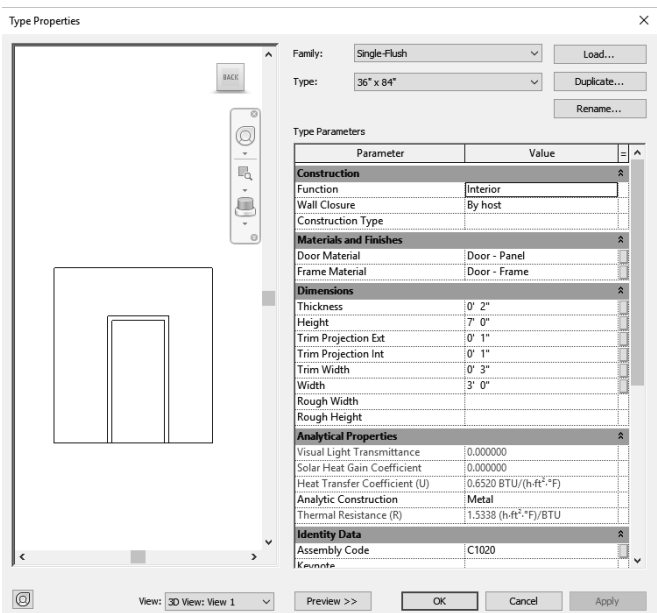 Type Properties
BACK
View: 3D View: View 1
Family: Single-Flush Load...
Type: 36" x 84" Duplicate...
Rename...
Type Parameters
Parameter Value =
Construction
Function Interior
Wall Closure By host
Construction Type
Materials and Finishes
Door Material Door - Panel
Frame Material Door - Frame
Dimensions
Thickness 0' 2"
Height 7' 0"
Trim Projection Ext 0' 1"
Trim Projection Int 0' 1"
Trim Width 0' 3"
Width 3' 0"
Rough Width
Rough Height
Analytical Properties
Visual Light Transmittance 0.000000
Solar Heat Gain Coefficient 0.000000
Heat Transfer Coefficient (U) 0.6520 BTU/(h·ft²·°F)
Analytic Construction Metal
Thermal Resistance (R) 1.5338 (h·ft²·°F)/BTU
Identity Data
Assembly Code C1020
Keynote
Preview >> OK Cancel Apply